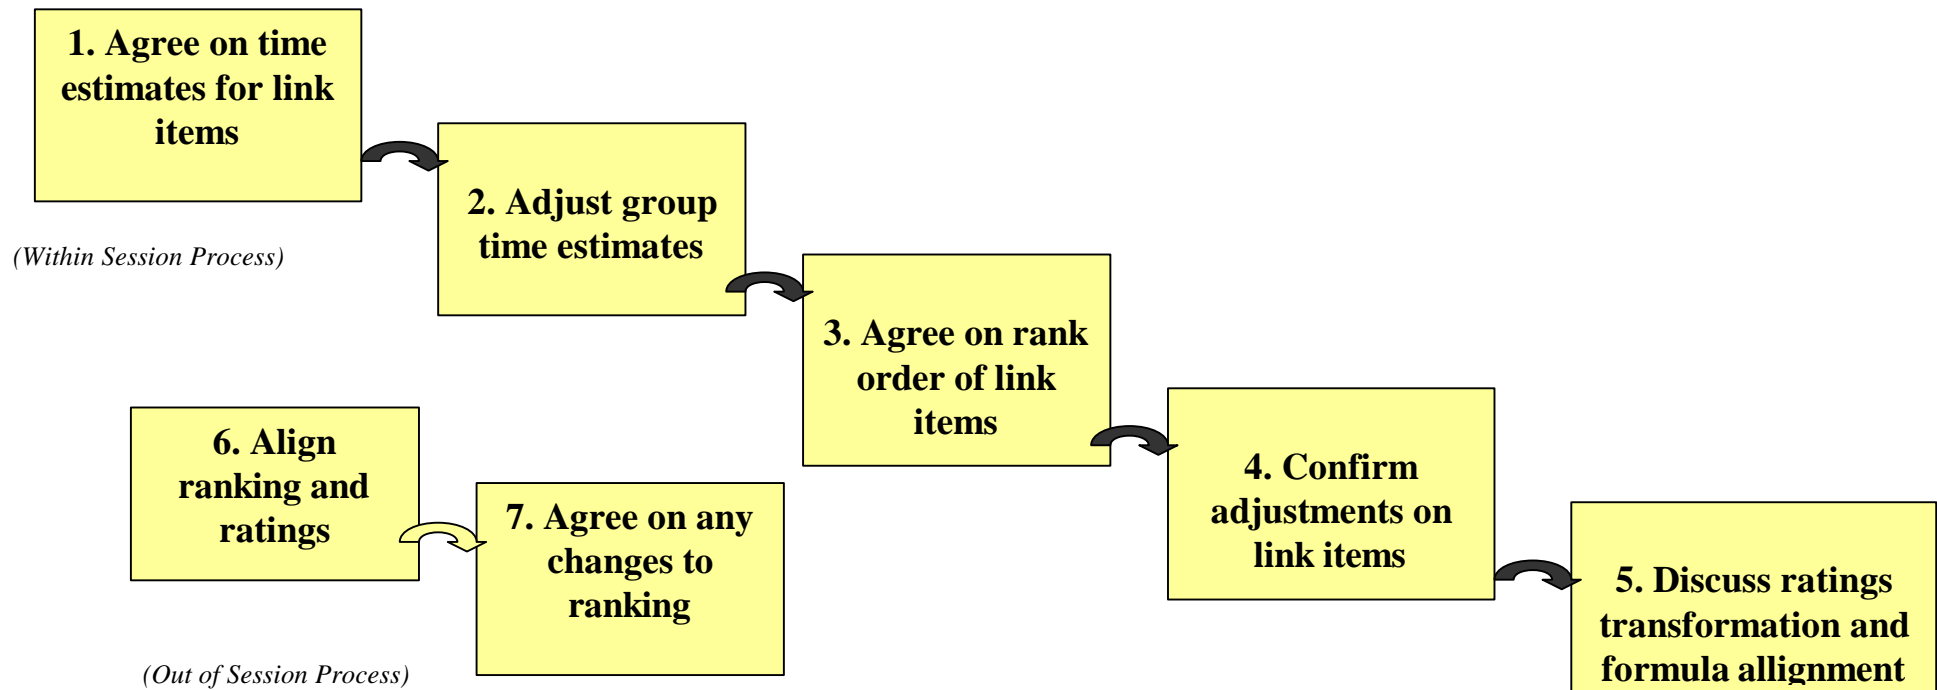 1. Agree on time
estimates for link
items
(Within Session Process)
2. Adjust group
time estimates
3. Agree on rank
order of link
items
4. Confirm
adjustments on
link items
5. Discuss ratings
transformation and
formula allignment
6. Align
ranking and
ratings
7. Agree on any
changes to
ranking
(Out of Session Process)